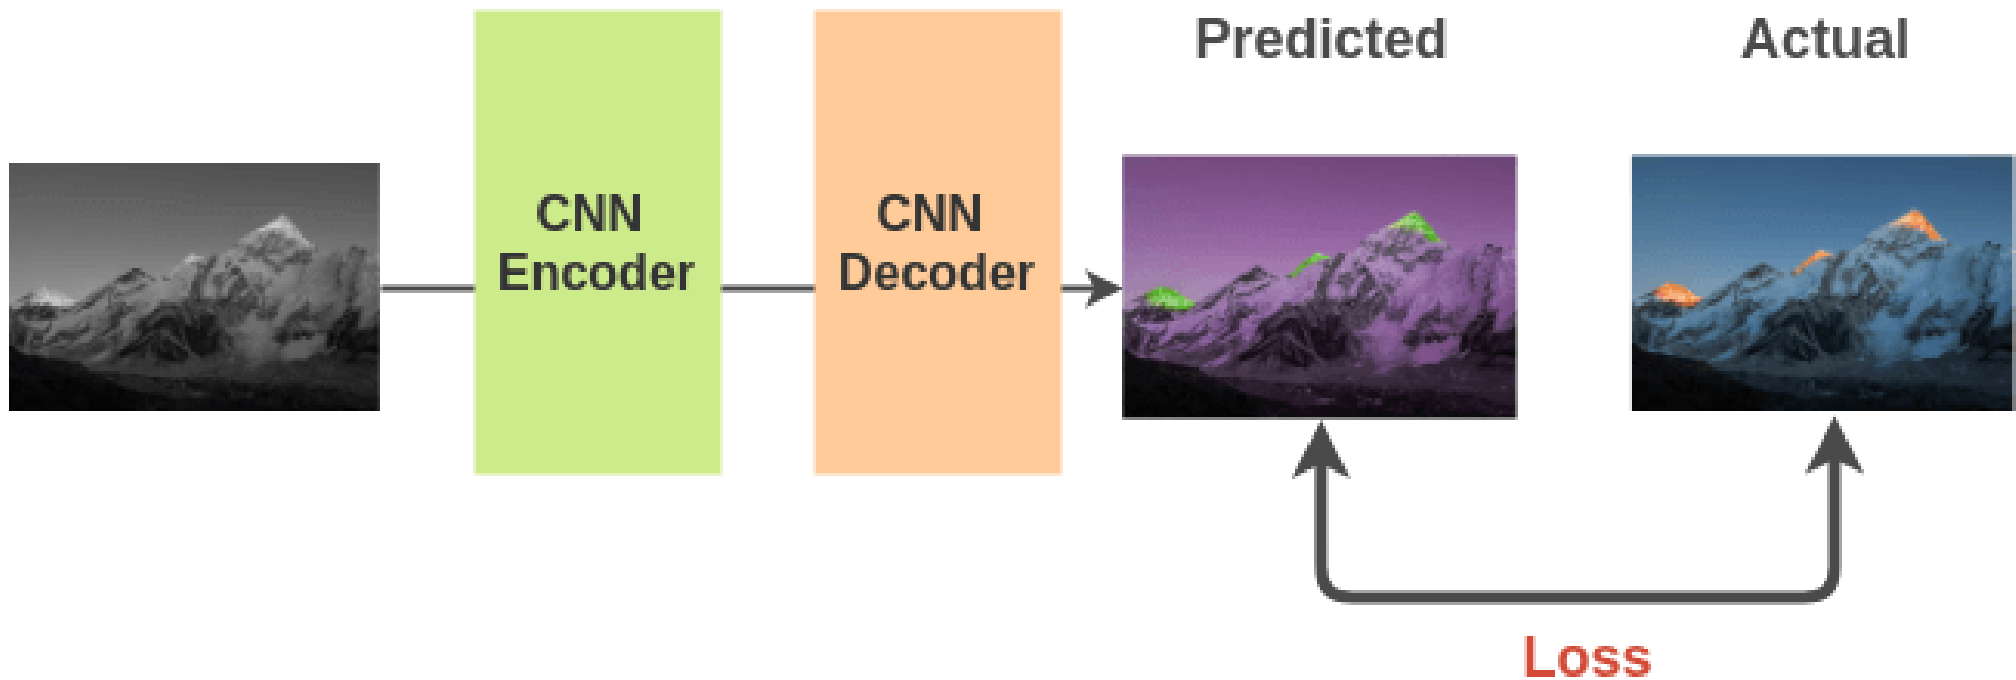 Predicted
Actual
CNN
Encoder
CNN
Decoder
Loss